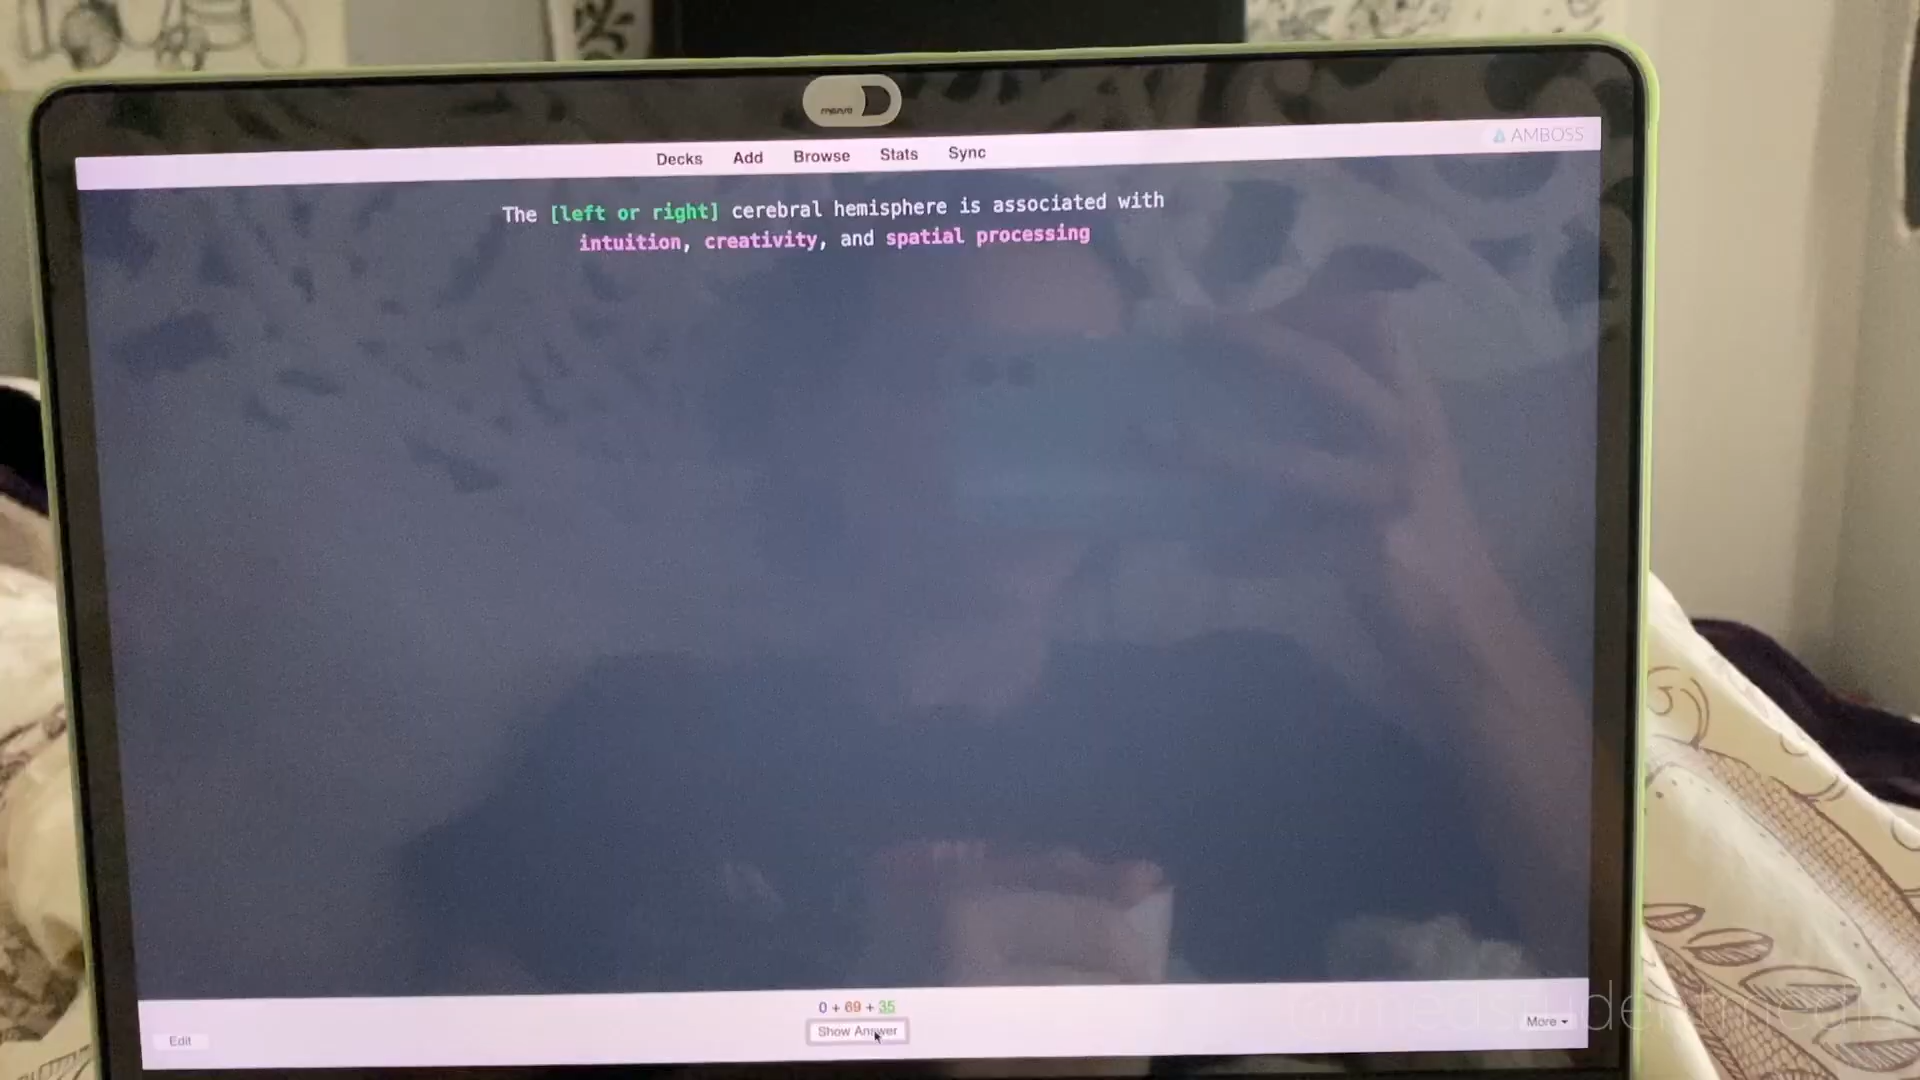 AMBOSS
Decks Add Browse Stats Sync
The [left or right] cerebral hemisphere is associated with
intuition, creativity, and spatial processing
0 + 69 + 35
Show Answer
Edit
More